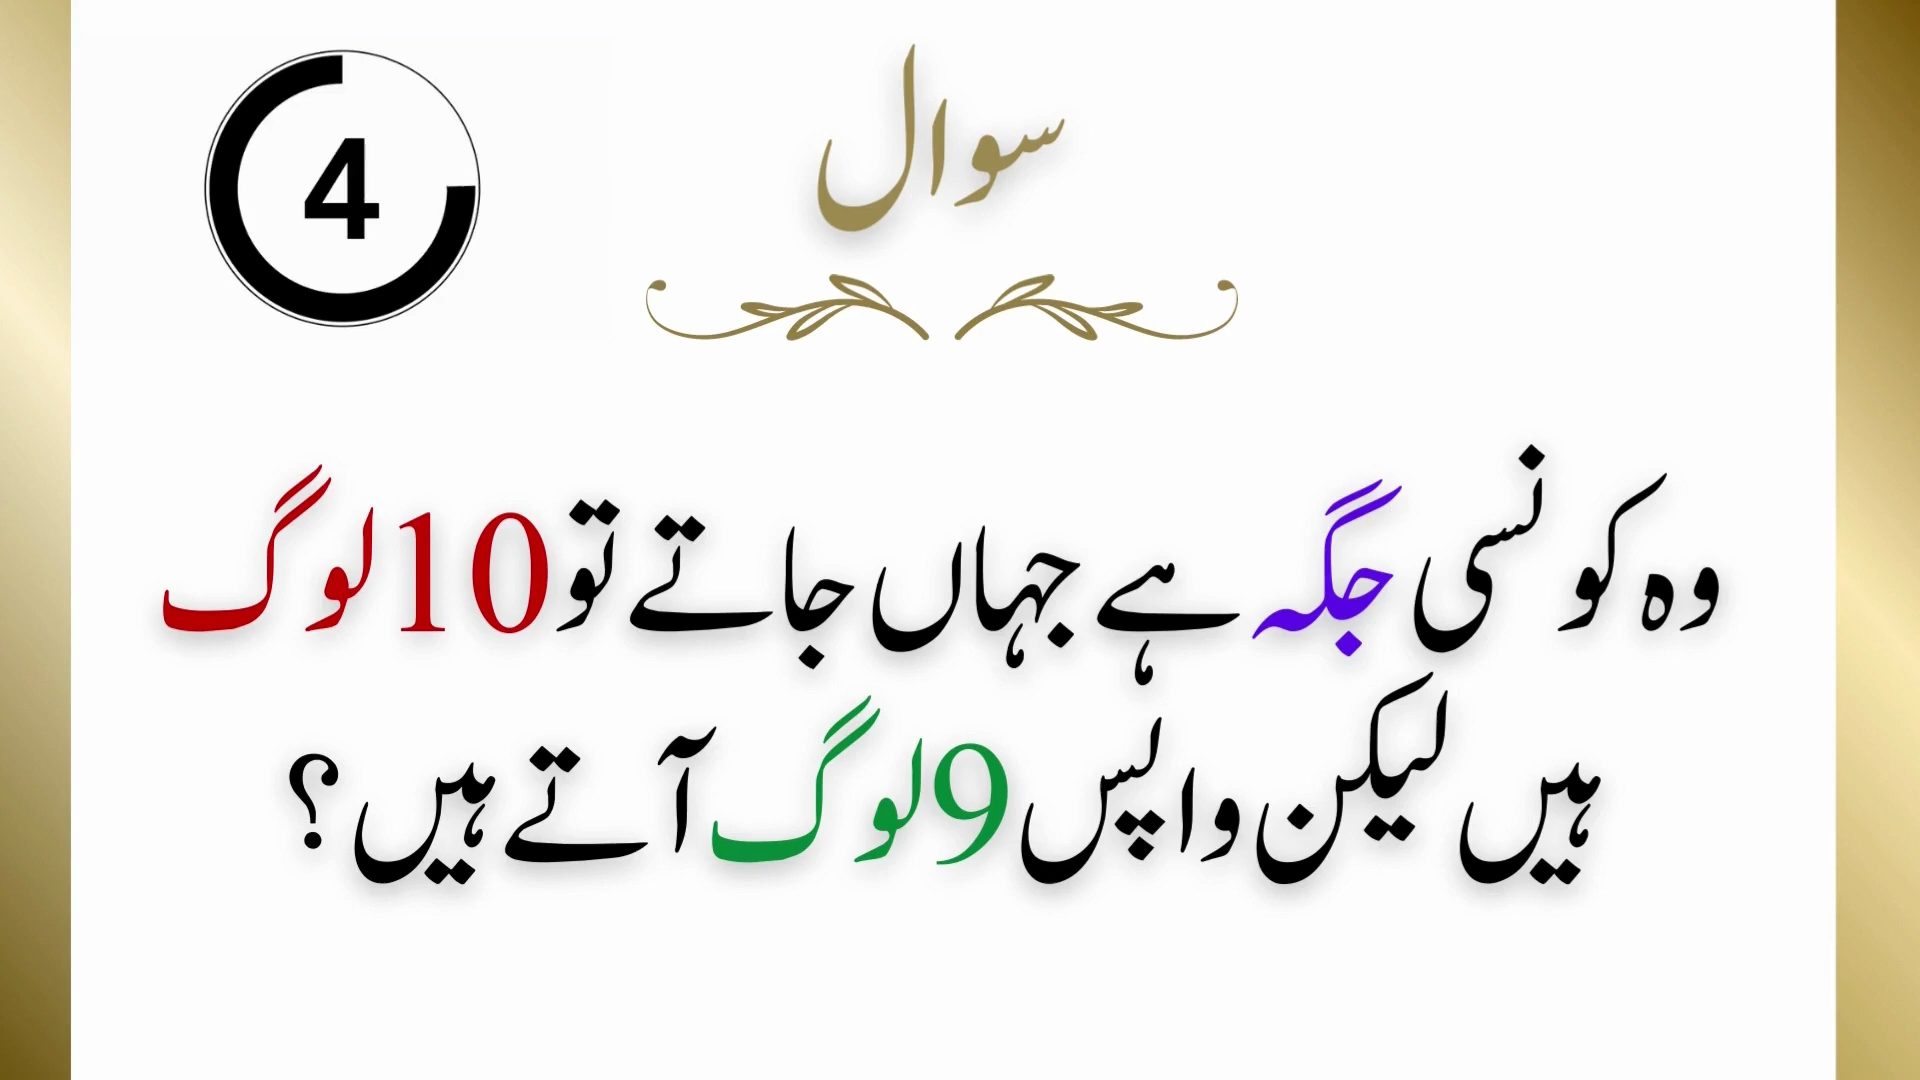 4
سوال
وہ کونسی جگہ ہے جہاں جاتے تو 10 لوگ
ہیں لیکن واپس 9 لوگ آتے ہیں؟